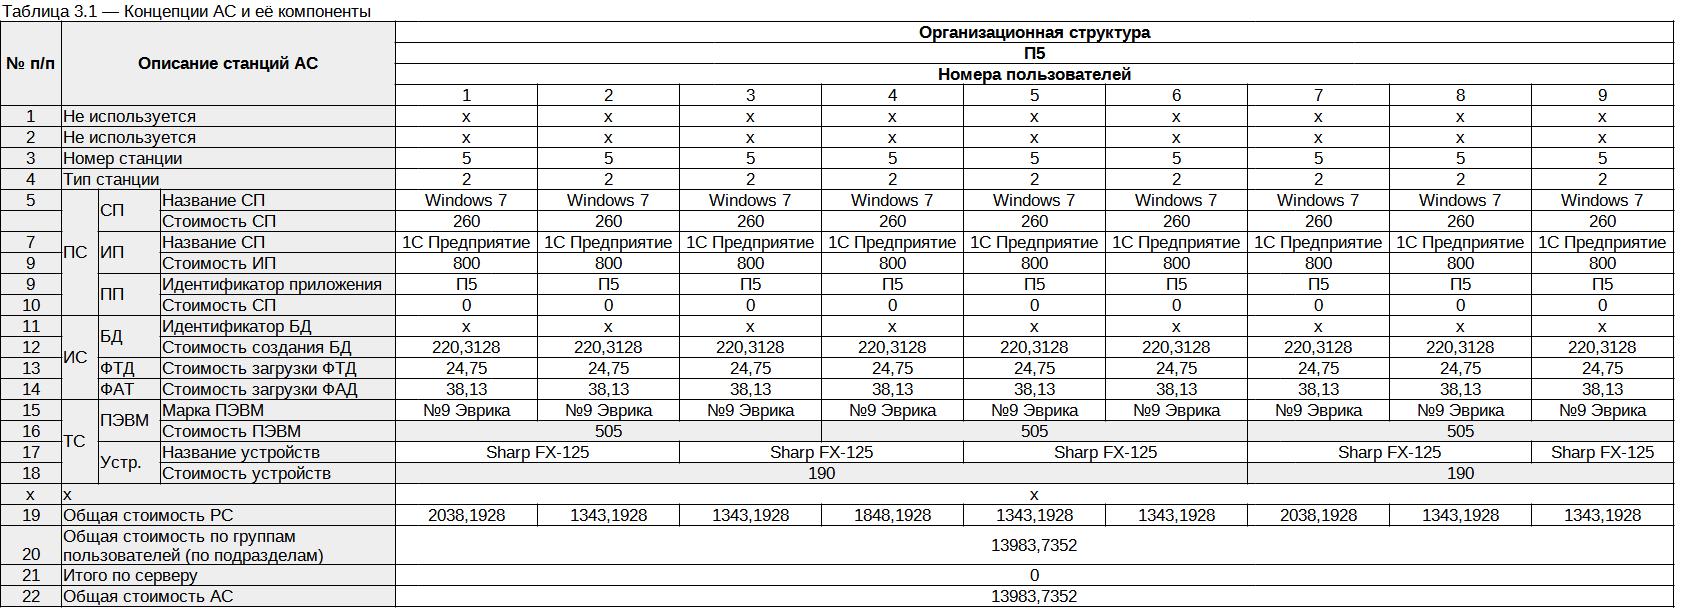 Таблица 3.1 — Концепции АС и её компоненты
№ п/п Описание станций АС Организационная структура
П5
Номера пользователей
1 2 3 4 5 6 7 8 9
1 Не используется x x x x x x x x x
2 Не используется x x x x x x x x x
3 Номер станции 5 5 5 5 5 5 5 5 5
4 Тип станции 2 2 2 2 2 2 2 2 2
5 ПС СП Название СП Windows 7 Windows 7 Windows 7 Windows 7 Windows 7 Windows 7 Windows 7 Windows 7 Windows 7
Стоимость СП 260 260 260 260 260 260 260 260 260
7 ИП Название СП 1С Предприятие 1С Предприятие 1С Предприятие 1С Предприятие 1С Предприятие 1С Предприятие 1С Предприятие 1С Предприятие 1С Предприятие
9 Стоимость ИП 800 800 800 800 800 800 800 800 800
9 ПП Идентификатор приложения П5 П5 П5 П5 П5 П5 П5 П5 П5
10 Стоимость СП 0 0 0 0 0 0 0 0 0
11 ИС БД Идентификатор БД x x x x x x x x x
12 Стоимость создания БД 220,3128 220,3128 220,3128 220,3128 220,3128 220,3128 220,3128 220,3128 220,3128
13 ФТД Стоимость загрузки ФТД 24,75 24,75 24,75 24,75 24,75 24,75 24,75 24,75 24,75
14 ФАТ Стоимость загрузки ФАД 38,13 38,13 38,13 38,13 38,13 38,13 38,13 38,13 38,13
15 ТС ПЭВМ Марка ПЭВМ №9 Эврика №9 Эврика №9 Эврика №9 Эврика №9 Эврика №9 Эврика №9 Эврика №9 Эврика №9 Эврика
16 Стоимость ПЭВМ 505 505 505
17 Устр. Название устройств Sharp FX-125 Sharp FX-125 Sharp FX-125 Sharp FX-125 Sharp FX-125
18 Стоимость устройств 190 190
x x x
19 Общая стоимость РС 2038,1928 1343,1928 1343,1928 1848,1928 1343,1928 1343,1928 2038,1928 1343,1928 1343,1928
20 Общая стоимость по группам
пользователей (по подразделам) 13983,7352
21 Итого по серверу 0
22 Общая стоимость АС 13983,7352